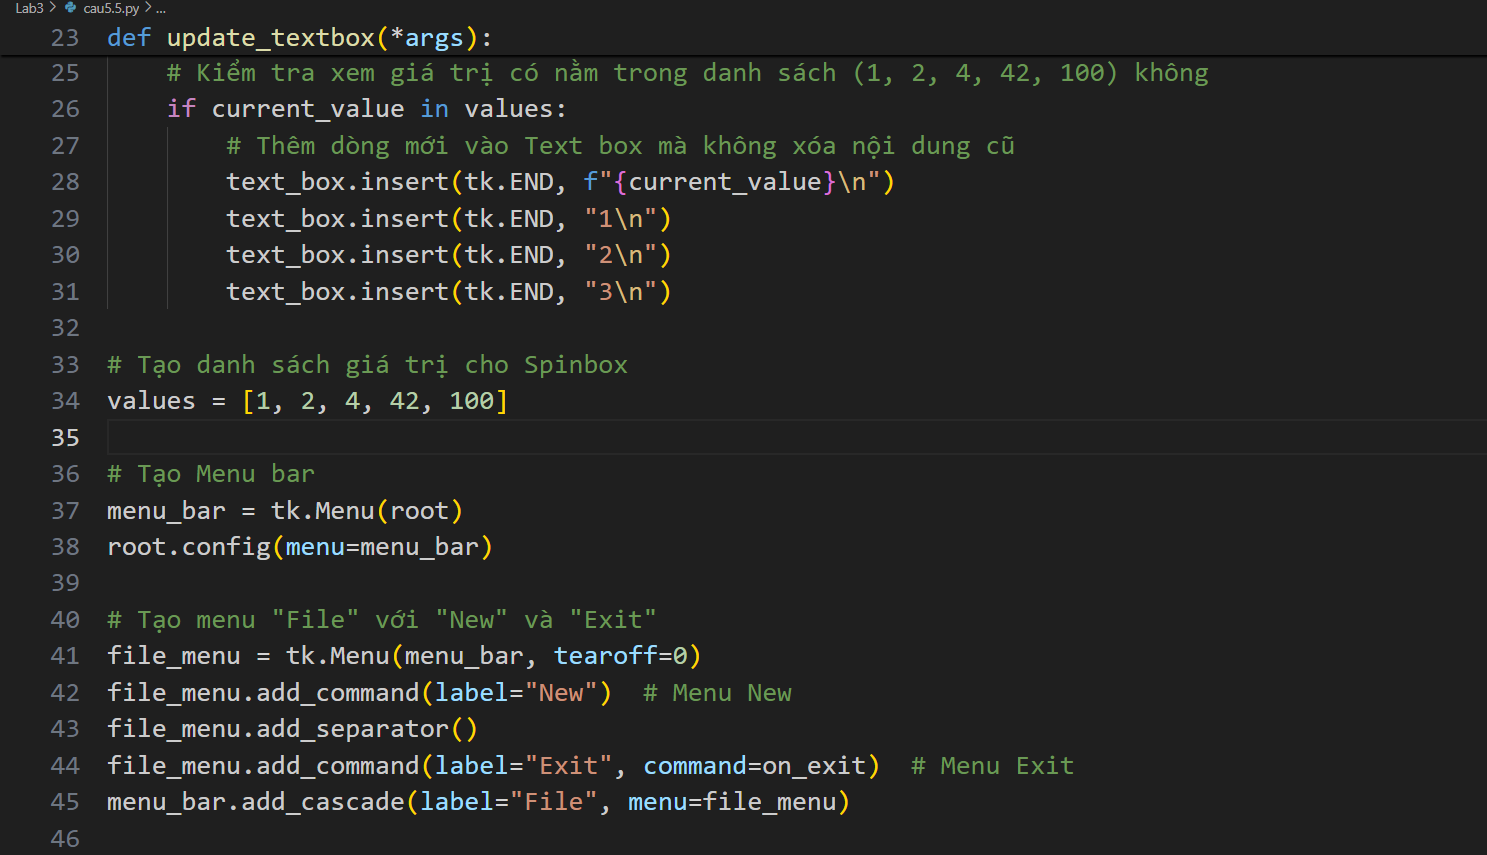 Lab3 > cau5.5.py > ...
23 def update_textbox(*args):
25 # Kiểm tra xem giá trị có nằm trong danh sách (1, 2, 4, 42, 100) không
26 if current_value in values:
27 # Thêm dòng mới vào Text box mà không xóa nội dung cũ
28 text_box.insert(tk.END, f"{current_value}\n")
29 text_box.insert(tk.END, "1\n")
30 text_box.insert(tk.END, "2\n")
31 text_box.insert(tk.END, "3\n")
32
33 # Tạo danh sách giá trị cho Spinbox
34 values = [1, 2, 4, 42, 100]
35
36 # Tạo Menu bar
37 menu_bar = tk.Menu(root)
38 root.config(menu=menu_bar)
39
40 # Tạo menu "File" với "New" và "Exit"
41 file_menu = tk.Menu(menu_bar, tearoff=0)
42 file_menu.add_command(label="New")  # Menu New
43 file_menu.add_separator()
44 file_menu.add_command(label="Exit", command=on_exit)  # Menu Exit
45 menu_bar.add_cascade(label="File", menu=file_menu)
46